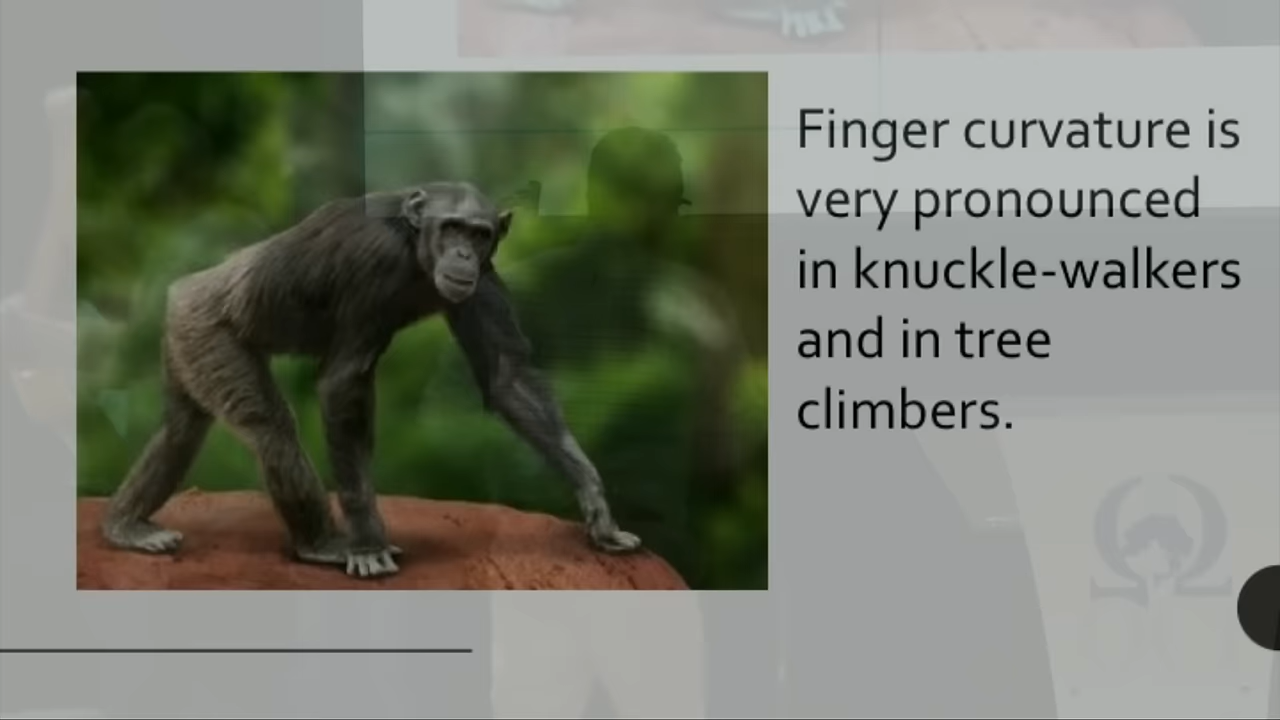 Finger curvature is
very pronounced
in knuckle-walkers
and in tree
climbers.